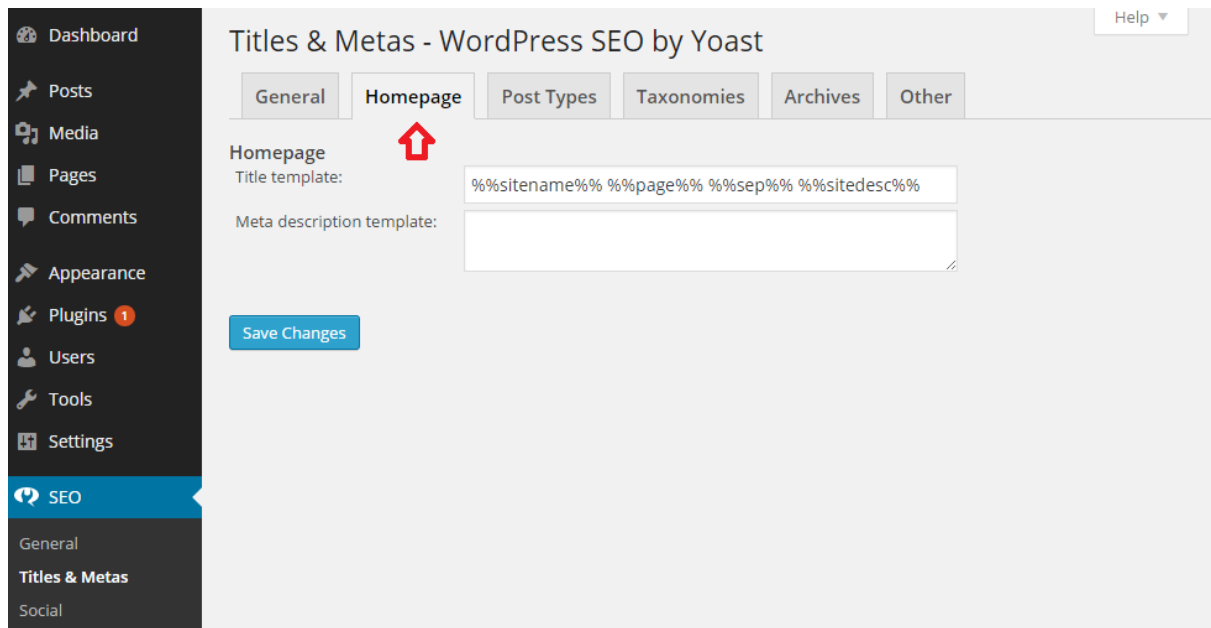 Dashboard
Posts
Media
Pages
Comments
Appearance
Plugins 1
Users
Tools
Settings
SEO
General
Titles & Metas
Social
Help
Titles & Metas - WordPress SEO by Yoast
General Homepage Post Types Taxonomies Archives Other
Homepage
Title template: %%sitename%% %%page%% %%sep%% %%sitedesc%%
Meta description template:
Save Changes